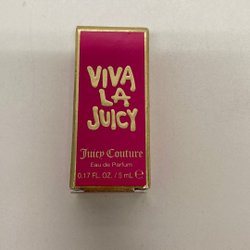 VIVA
LA
JUICY
Juicy Couture
Eau de Parfum
0.17 FL. OZ. / 5 mL ℮